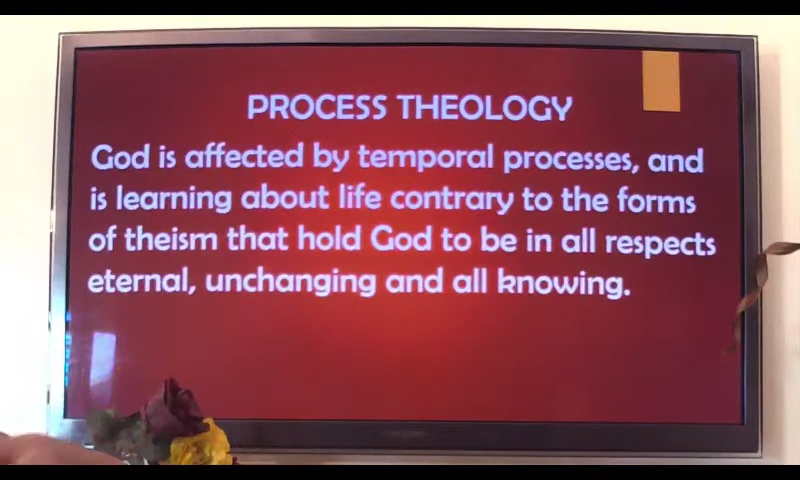 PROCESS THEOLOGY
God is affected by temporal processes, and
is learning about life contrary to the forms
of theism that hold God to be in all respects
eternal, unchanging and all knowing.